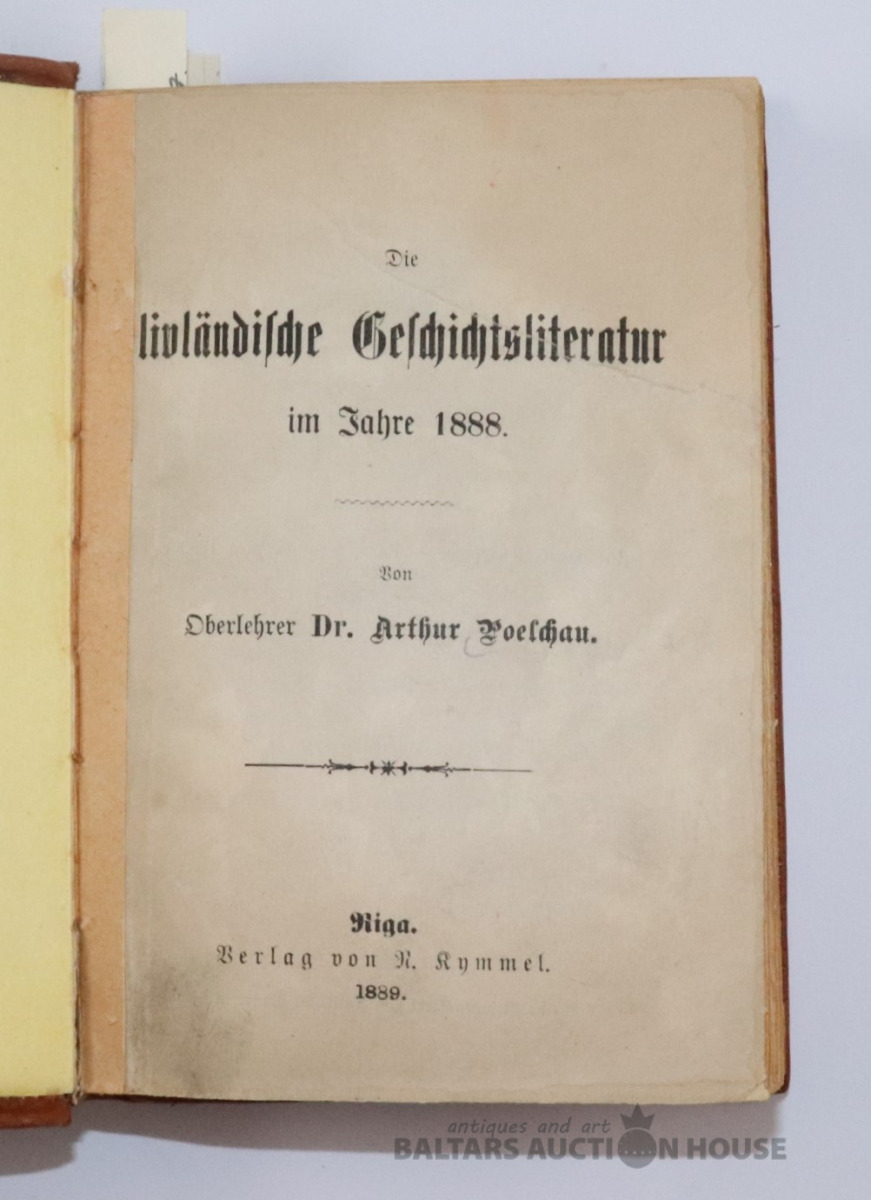 Die
livländische Geschichtsliteratur
im Jahre 1888.
Von
Oberlehrer Dr. Arthur Poelchau.
Riga.
Verlag von N. Kymmel.
1889.
antiques and art
BALTARS AUCTION HOUSE